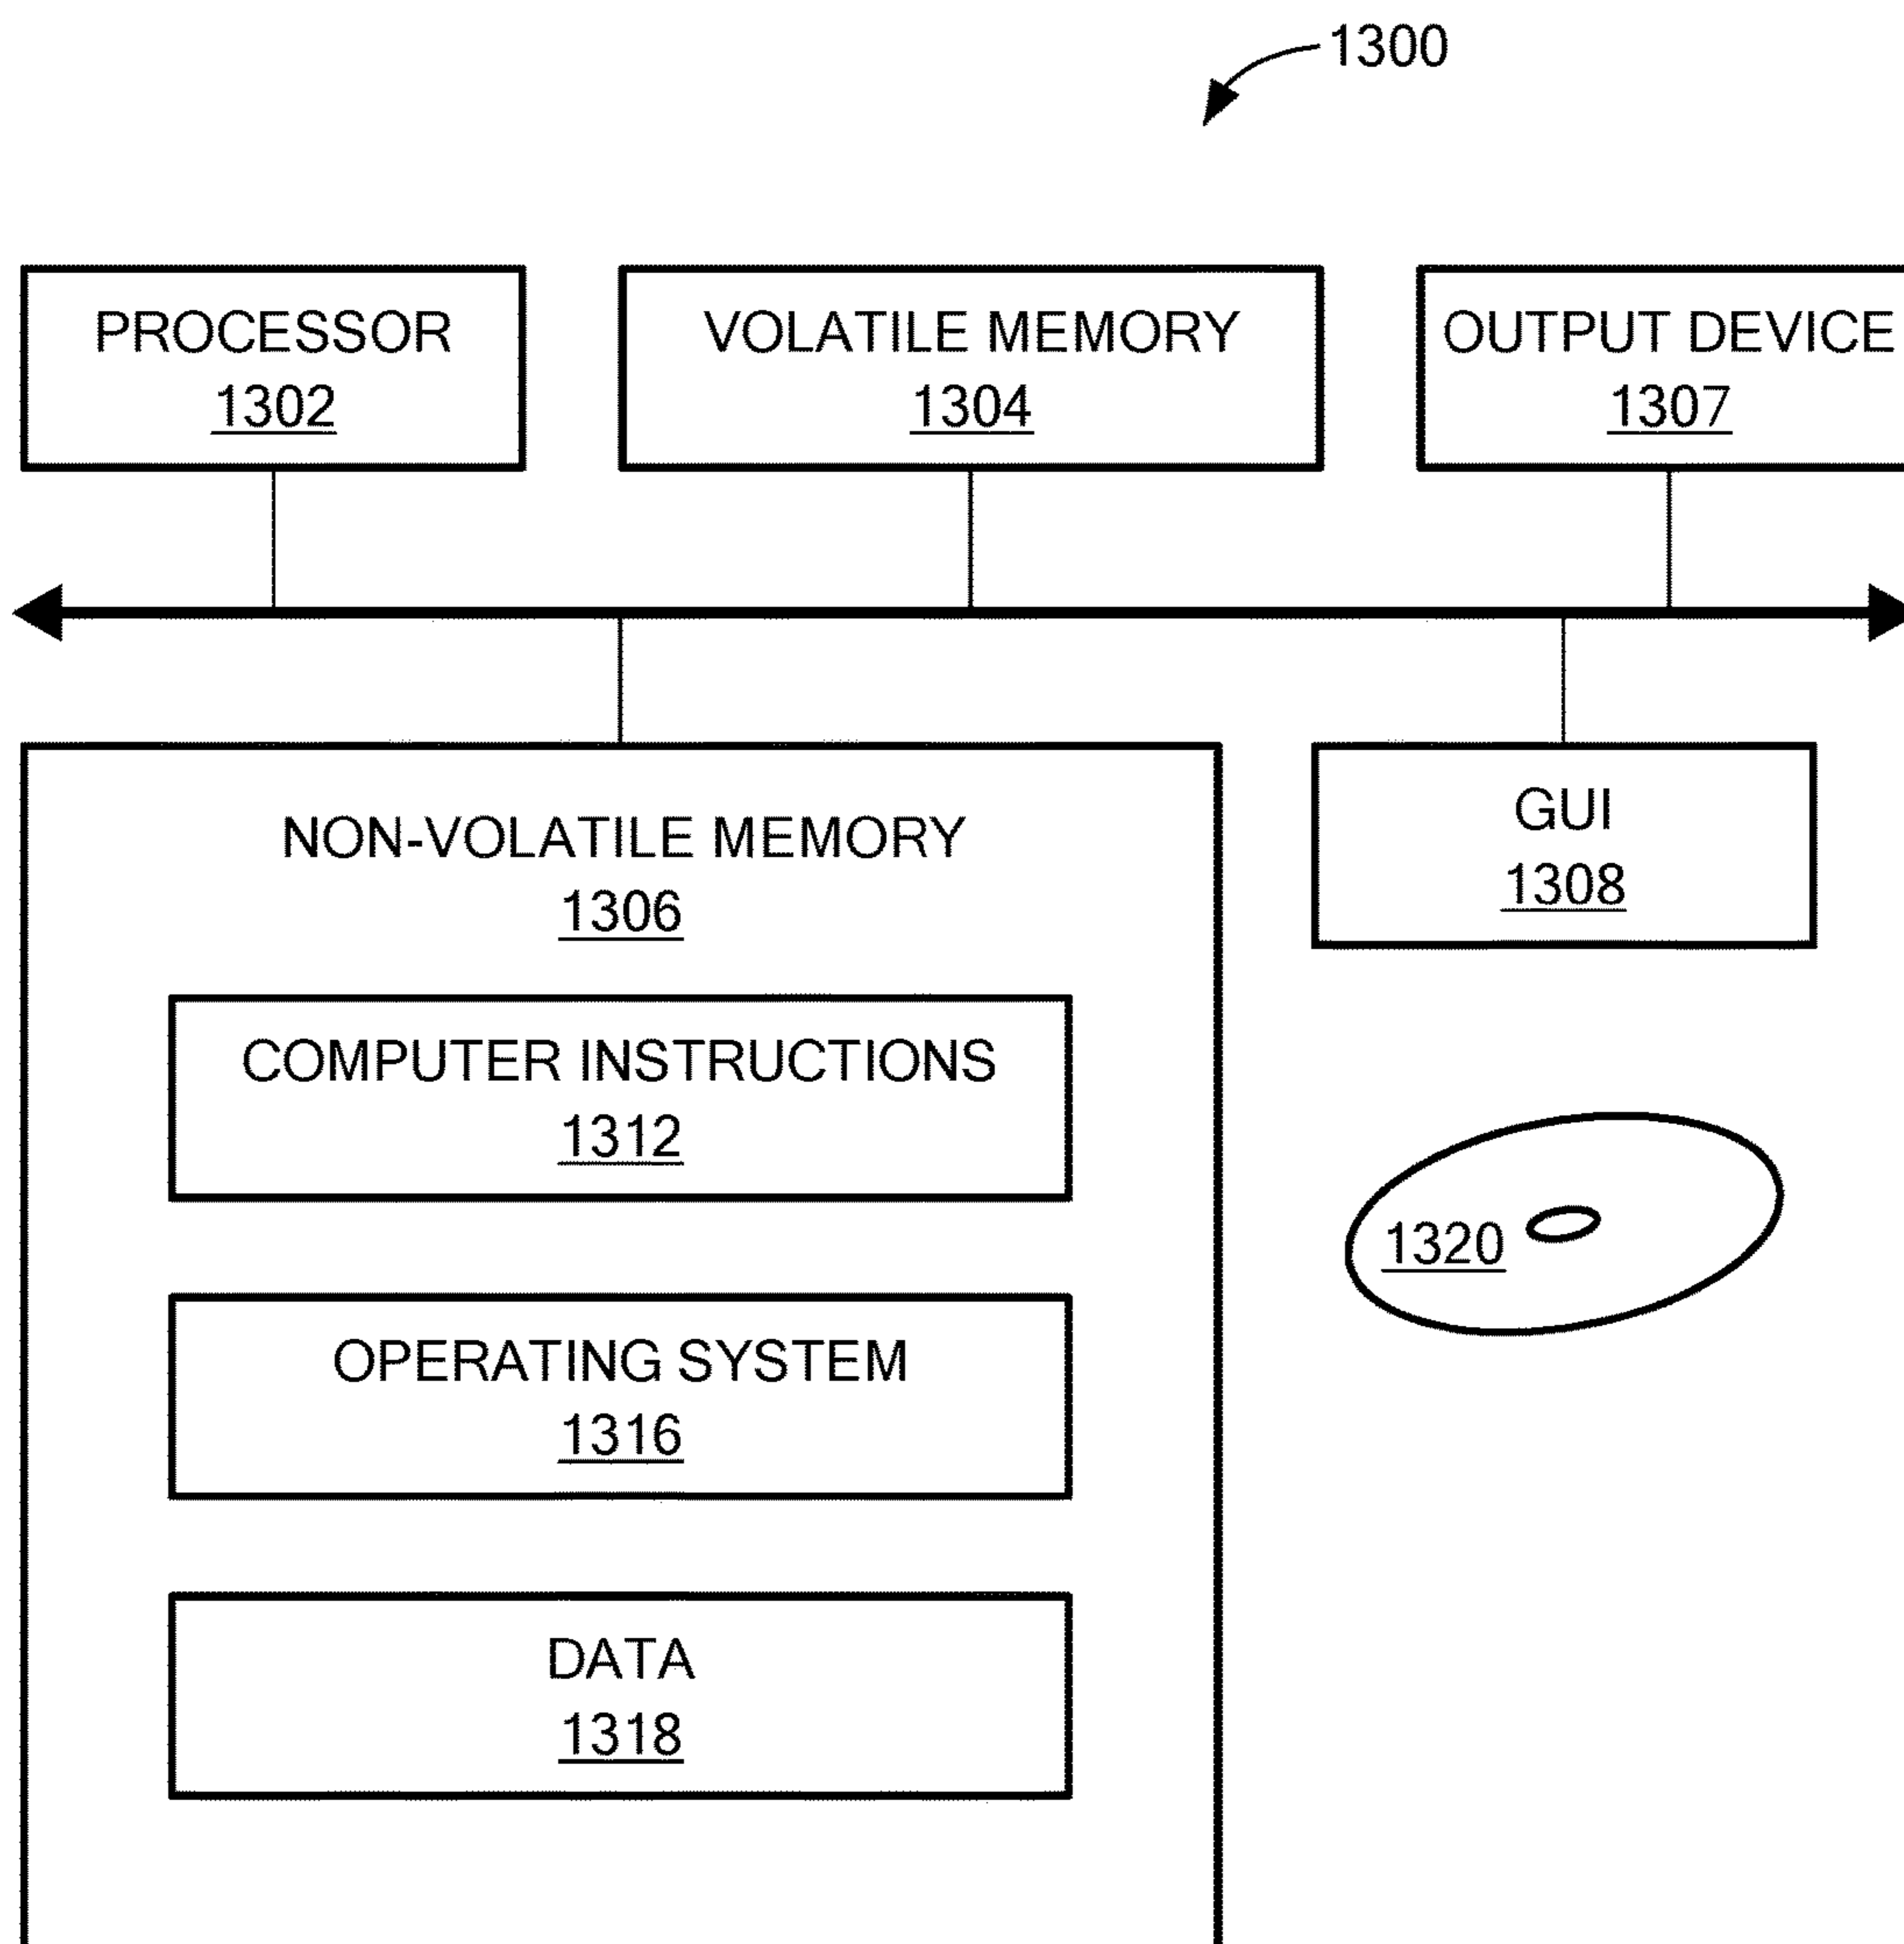 1300
PROCESSOR
1302
VOLATILE MEMORY
1304
OUTPUT DEVICE
1307
NON-VOLATILE MEMORY
1306
GUI
1308
COMPUTER INSTRUCTIONS
1312
1320
OPERATING SYSTEM
1316
DATA
1318